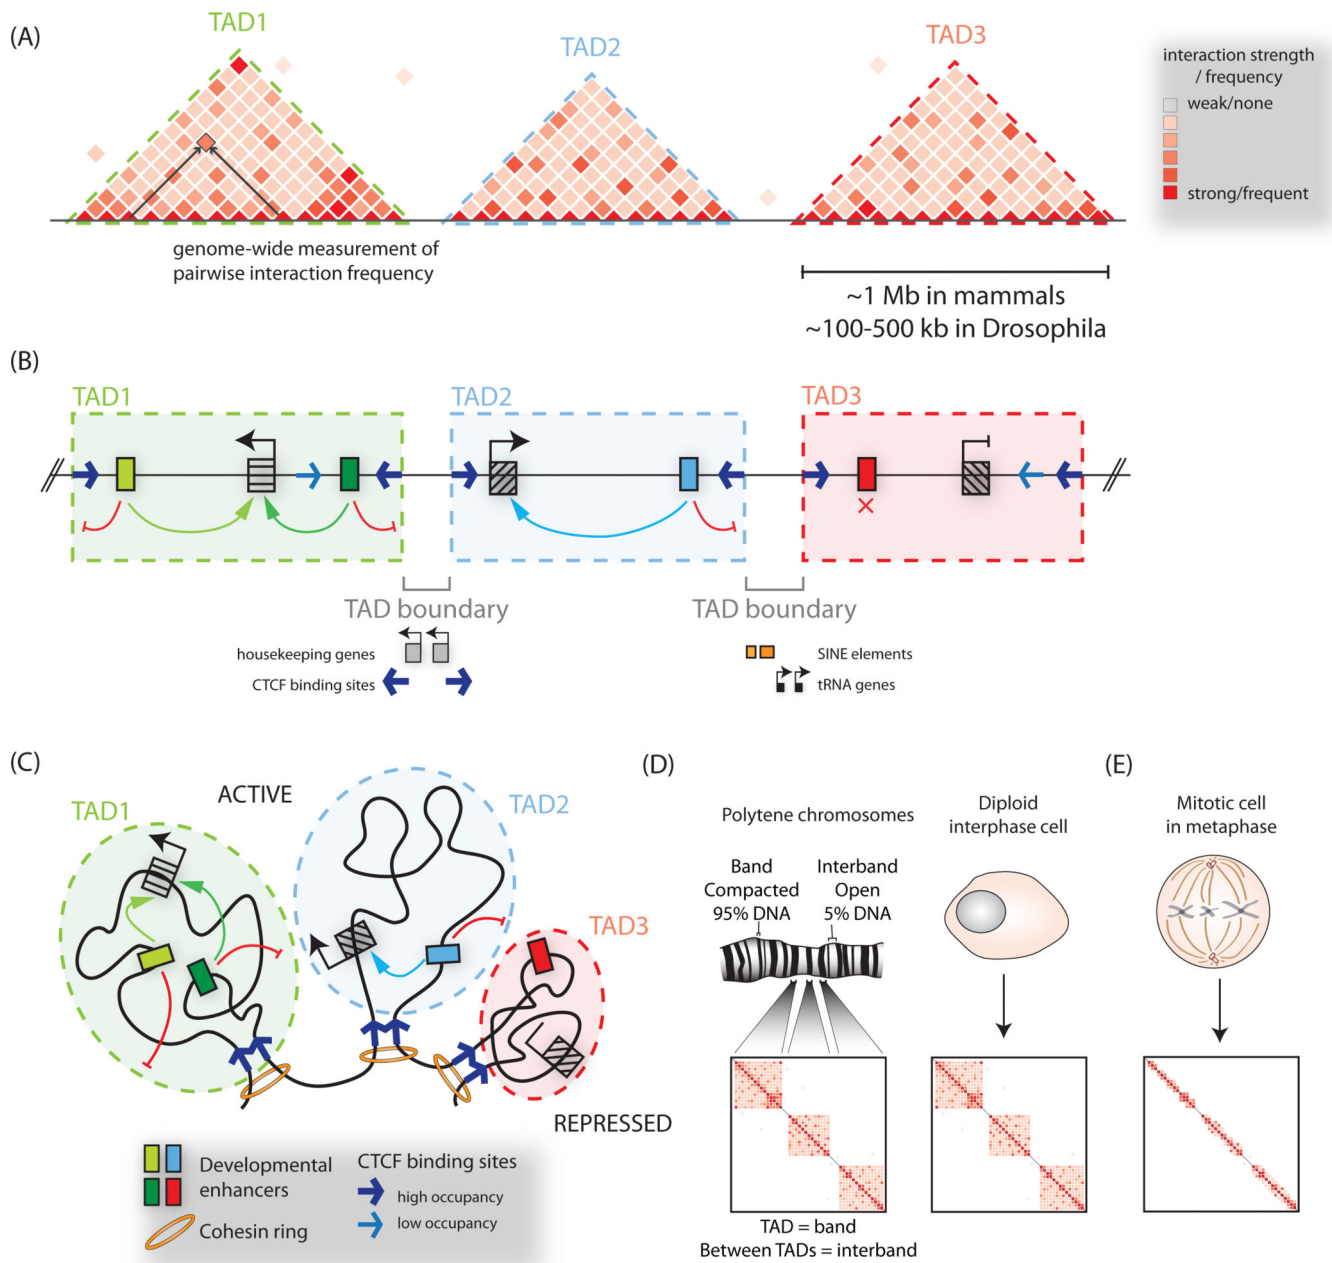 (A)
TAD1
TAD2
TAD3
interaction strength
/ frequency
weak/none
strong/frequent
genome-wide measurement of
pairwise interaction frequency
~1 Mb in mammals
~100-500 kb in Drosophila
(B)
TAD1
TAD2
TAD3
TAD boundary
TAD boundary
housekeeping genes
CTCF binding sites
SINE elements
tRNA genes
(C)
ACTIVE
TAD1
TAD2
TAD3
REPRESSED
Developmental
enhancers
Cohesin ring
CTCF binding sites
high occupancy
low occupancy
(D)
Polytene chromosomes
Band
Compacted
95% DNA
Interband
Open
5% DNA
Diploid
interphase cell
TAD = band
Between TADs = interband
(E)
Mitotic cell
in metaphase